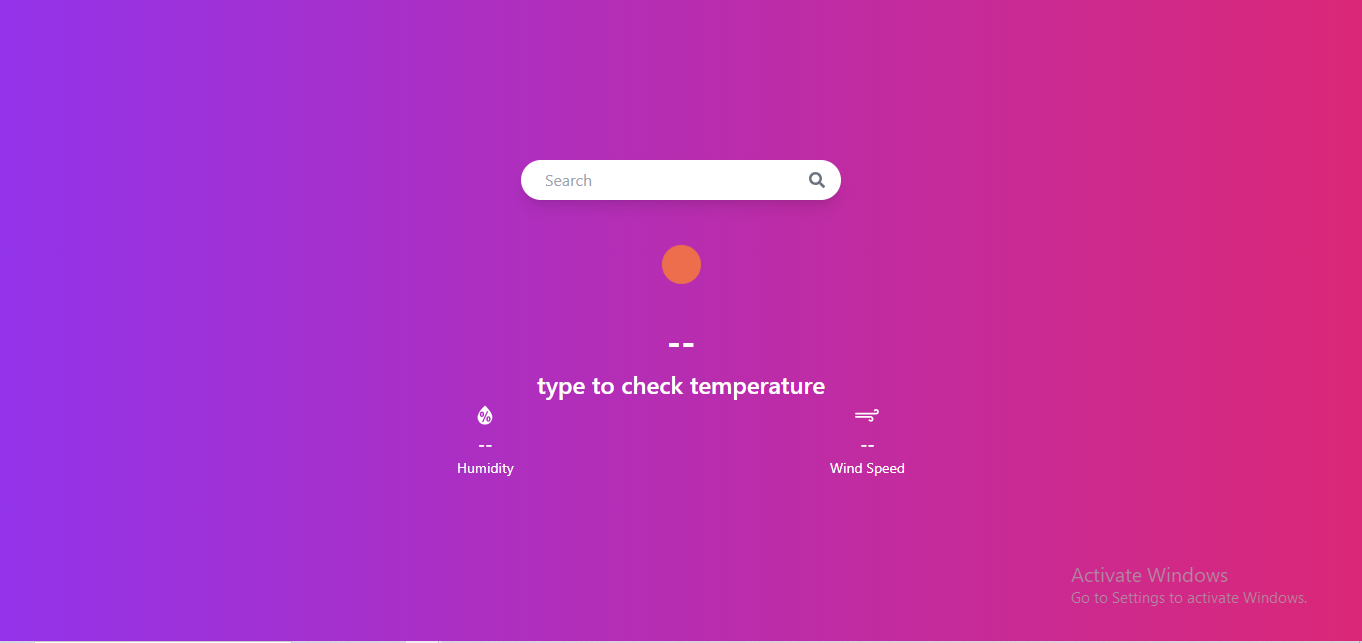 Search
--
type to check temperature
%
--
--
Humidity
Wind Speed
Activate Windows
Go to Settings to activate Windows.